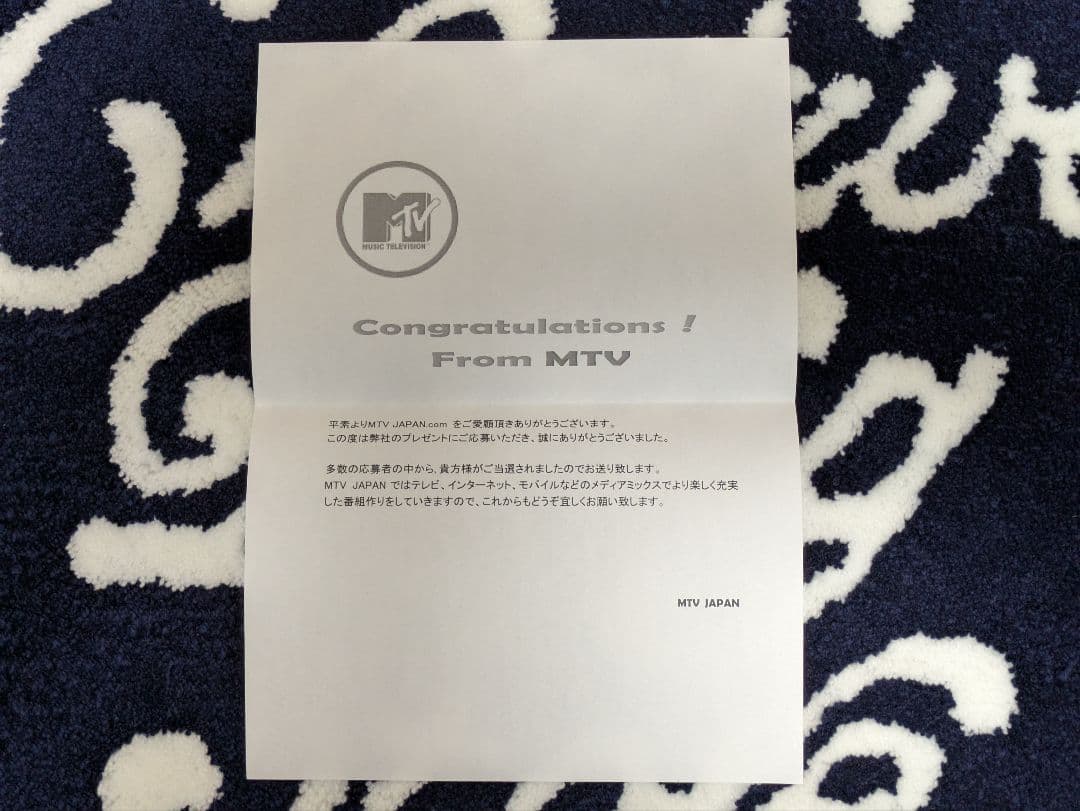 MTV
MUSIC TELEVISION
Congratulations !
From MTV
平素よりMTV JAPAN.com をご愛顧頂きありがとうございます。
この度は弊社のプレゼントにご応募いただき、誠にありがとうございました。
多数の応募者の中から、貴方様がご当選されましたのでお送り致します。
MTV JAPAN ではテレビ、インターネット、モバイルなどのメディアミックスでより楽しく充実
した番組作りをしていきますので、これからもどうぞ宜しくお願い致します。
MTV JAPAN